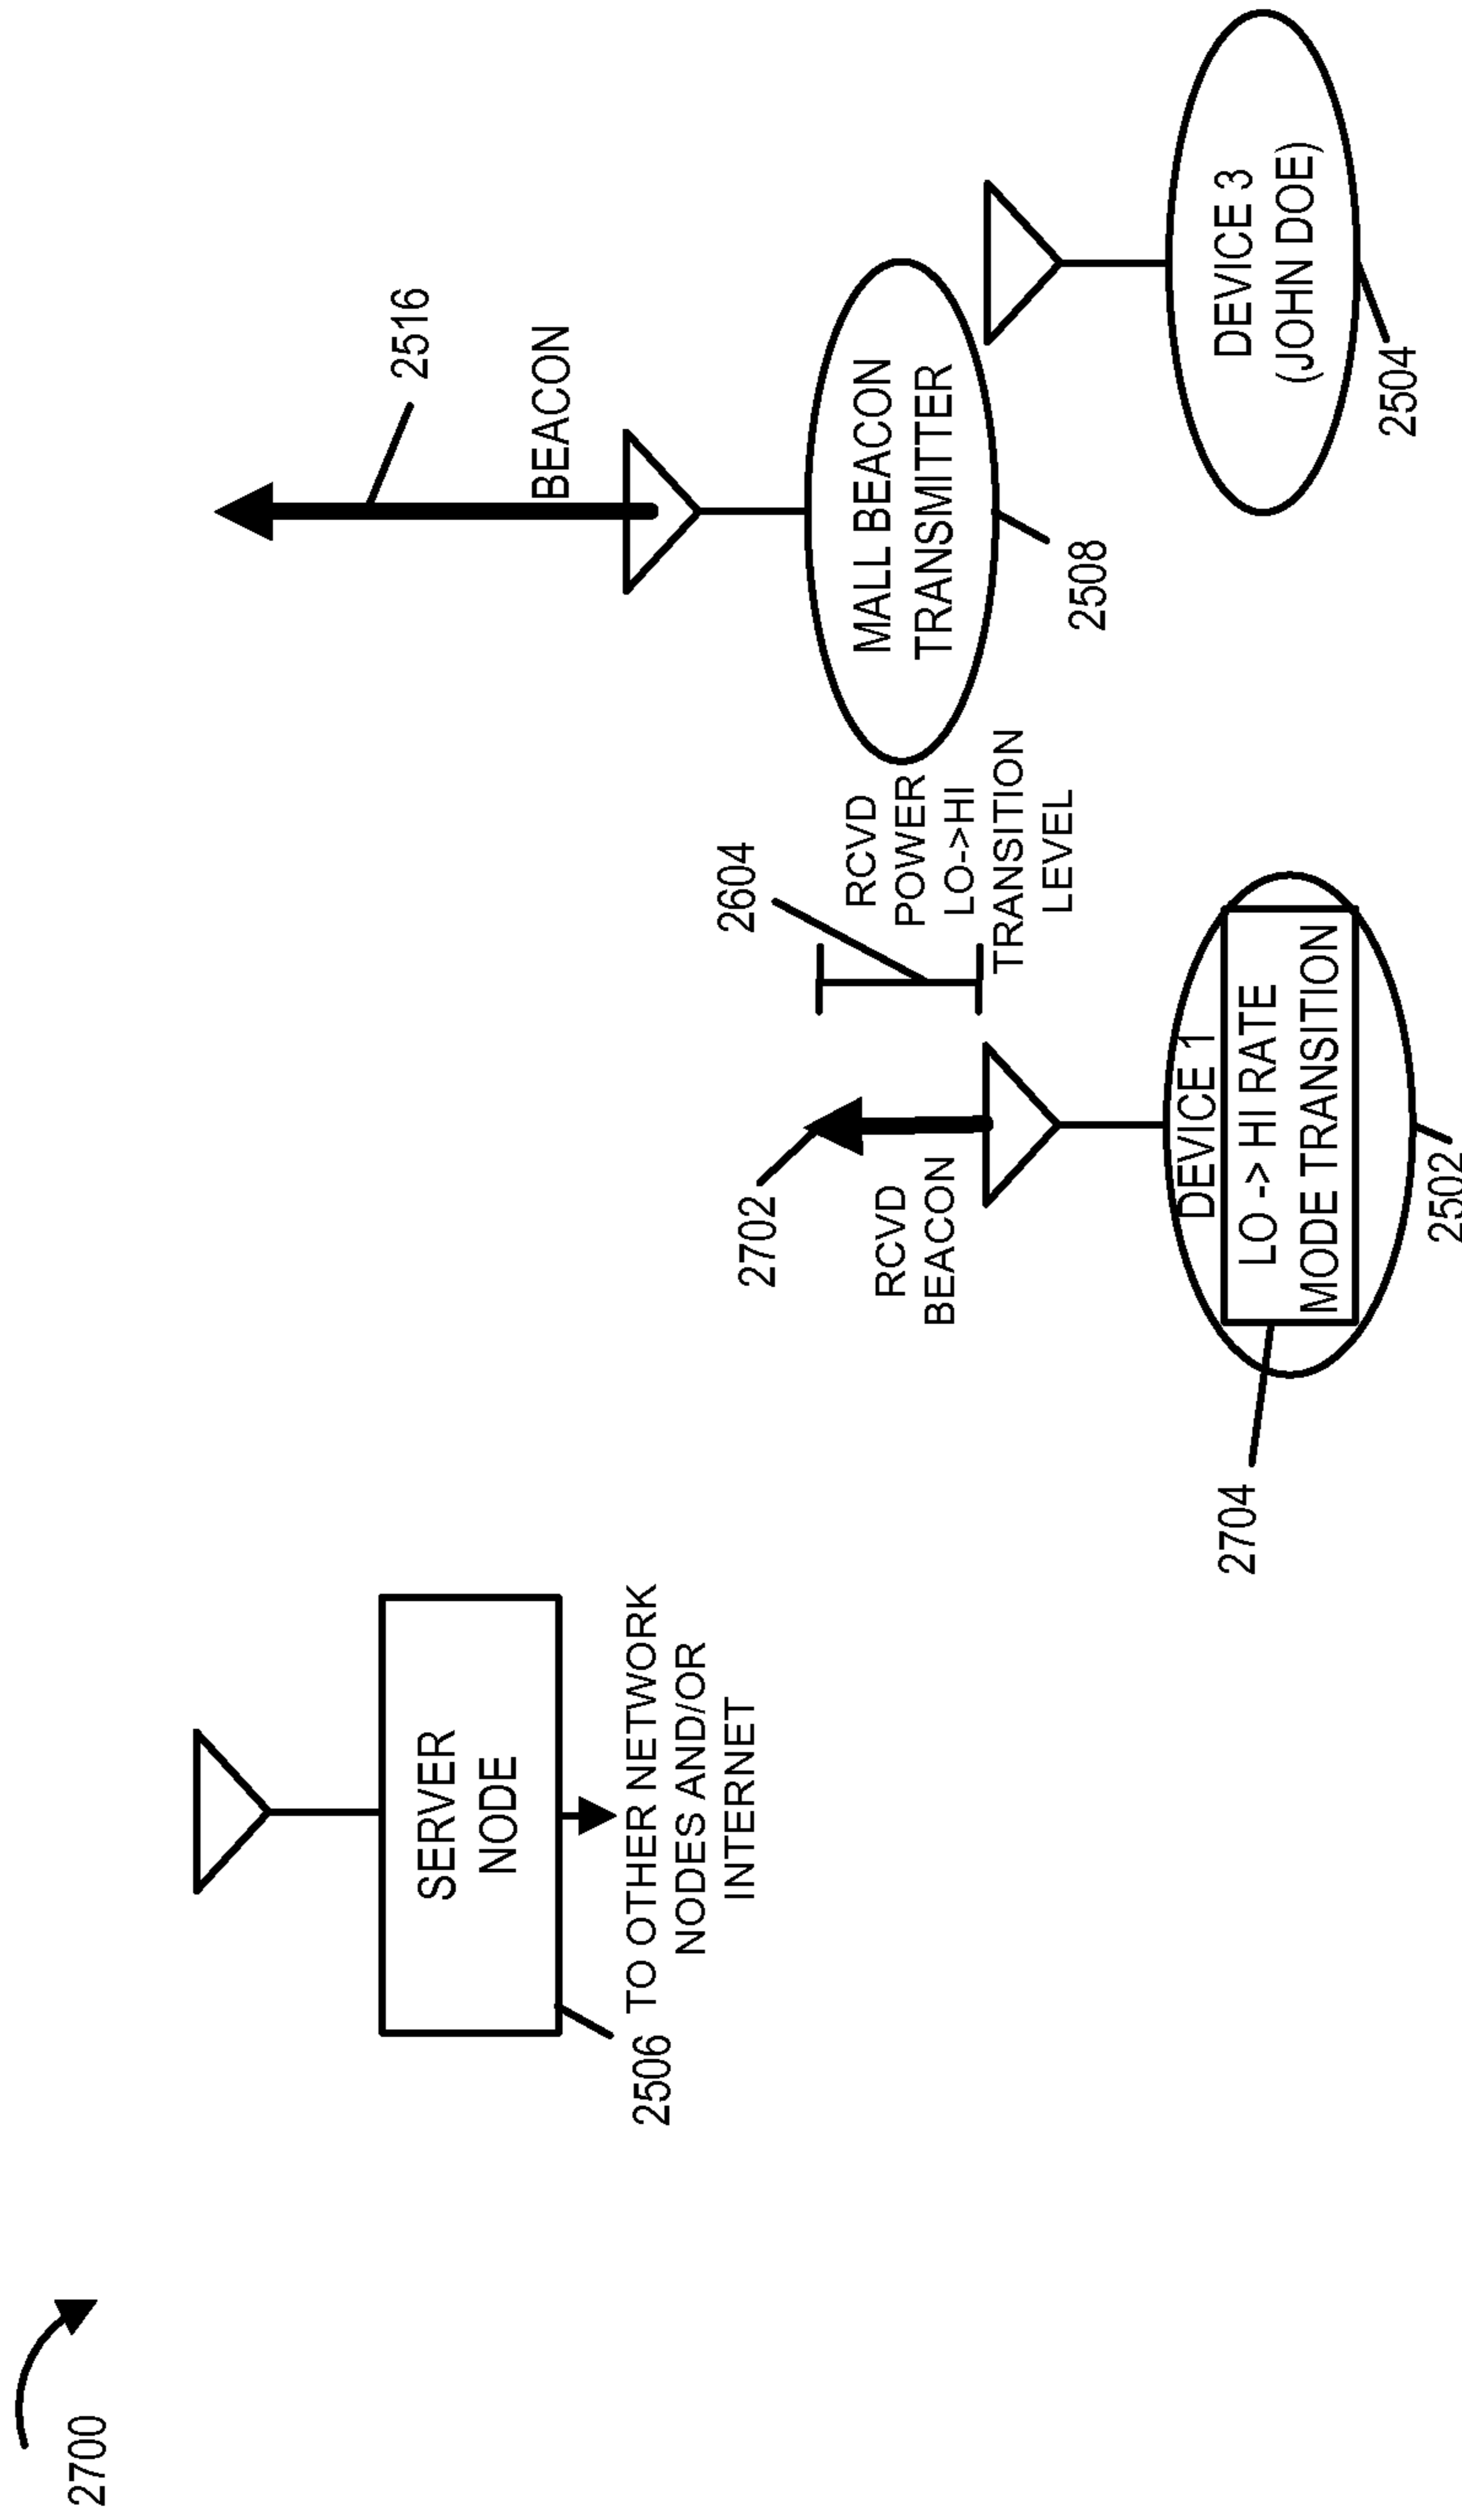 2700
2506
SERVER
NODE
TO OTHER NETWORK
NODES AND/OR
INTERNET
2702
RCVD
BEACON
2604
RCVD
POWER
LO->HI
TRANSITION
LEVEL
2704
DEVICE 1
LO -> HI RATE
MODE TRANSITION
2502
2516
BEACON
MALL BEACON
TRANSMITTER
2508
DEVICE 3
(JOHN DOE)
2504